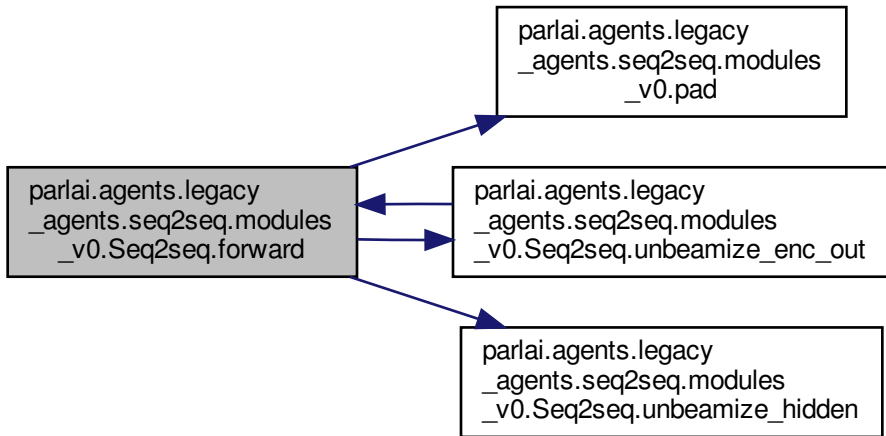 parlai.agents.legacy
_agents.seq2seq.modules
_v0.pad
parlai.agents.legacy
_agents.seq2seq.modules
_v0.Seq2seq.forward
parlai.agents.legacy
_agents.seq2seq.modules
_v0.Seq2seq.unbeamize_enc_out
parlai.agents.legacy
_agents.seq2seq.modules
_v0.Seq2seq.unbeamize_hidden